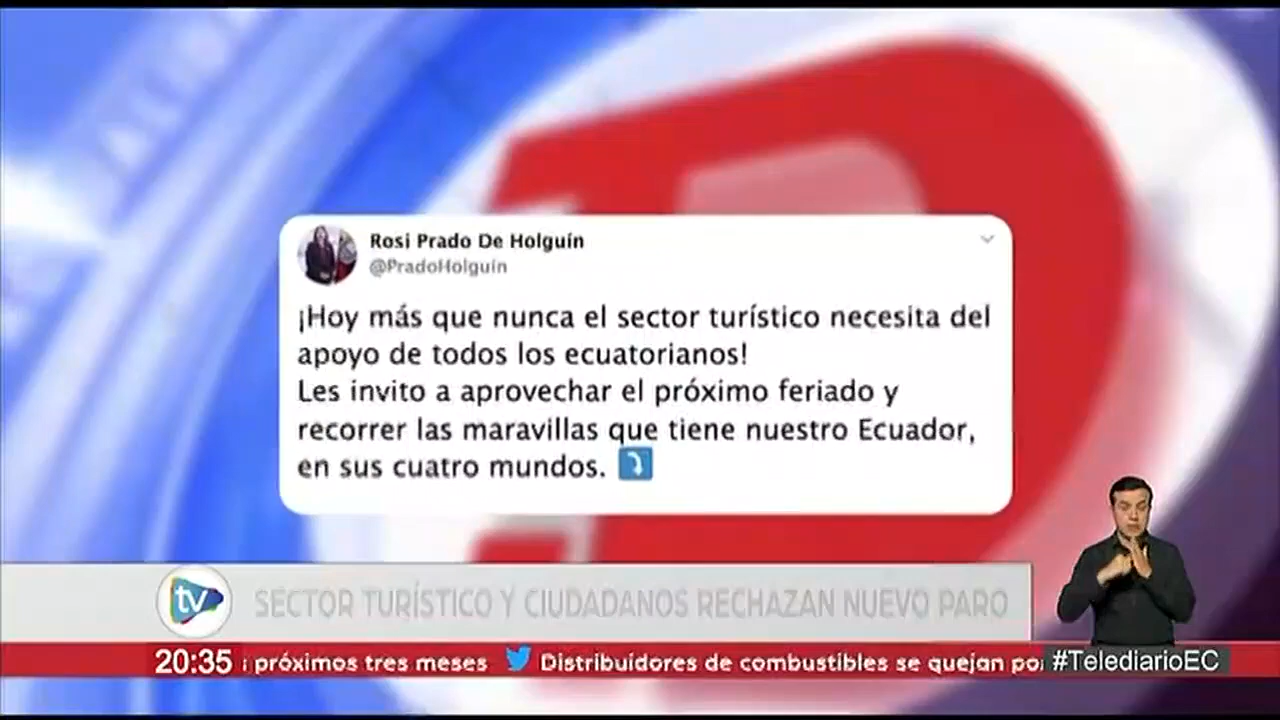 Rosi Prado De Holguín
@PradoHolguin
¡Hoy más que nunca el sector turístico necesita del
apoyo de todos los ecuatorianos!
Les invito a aprovechar el próximo feriado y
recorrer las maravillas que tiene nuestro Ecuador,
en sus cuatro mundos.
tv SECTOR TURÍSTICO Y CIUDADANOS RECHAZAN NUEVO PARO
20:35 próximos tres meses Distribuidores de combustibles se quejan por #TelediarioEC